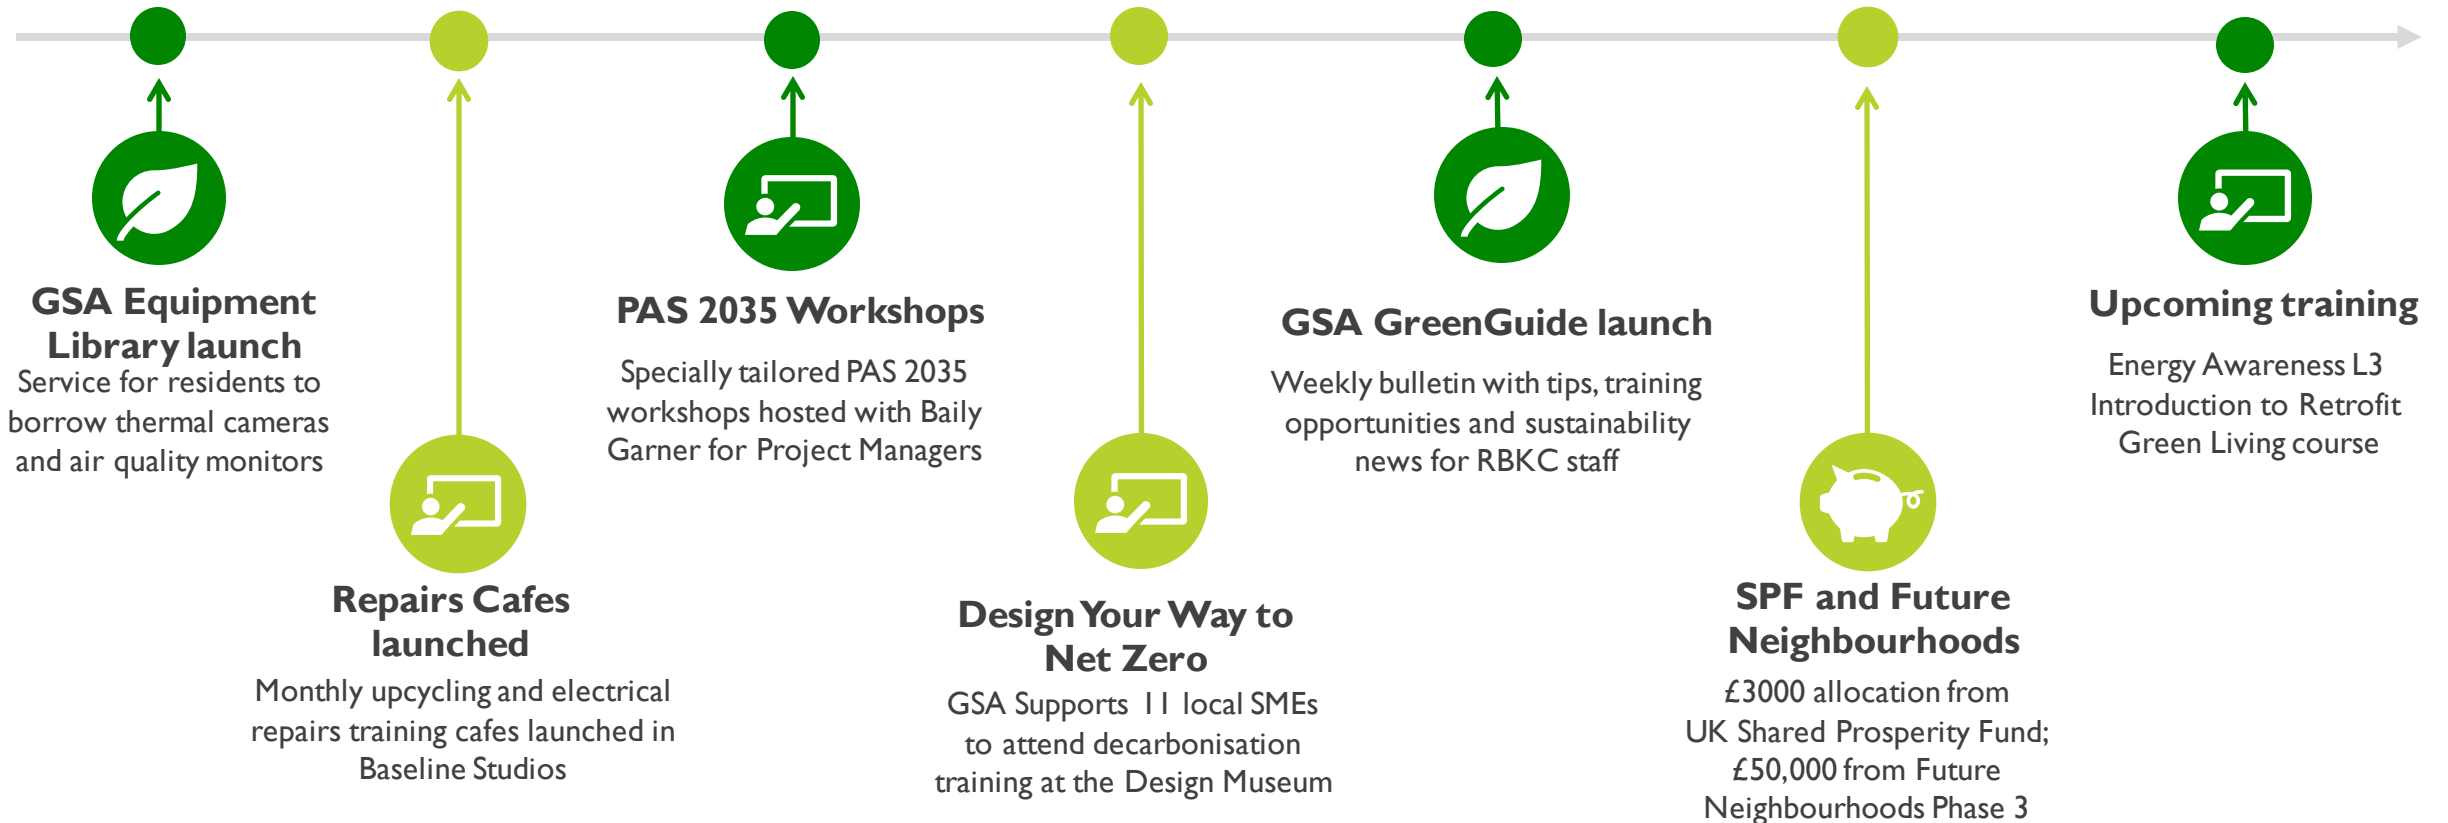 GSA Equipment
Library launch
Service for residents to
borrow thermal cameras
and air quality monitors
Repairs Cafes
launched
Monthly upcycling and electrical
repairs training cafes launched in
Baseline Studios
PAS 2035 Workshops
Specially tailored PAS 2035
workshops hosted with Baily
Garner for Project Managers
Design Your Way to
Net Zero
GSA Supports 11 local SMEs
to attend decarbonisation
training at the Design Museum
GSA GreenGuide launch
Weekly bulletin with tips, training
opportunities and sustainability
news for RBKC staff
SPF and Future
Neighbourhoods
£3000 allocation from
UK Shared Prosperity Fund;
£50,000 from Future
Neighbourhoods Phase 3
Upcoming training
Energy Awareness L3
Introduction to Retrofit
Green Living course